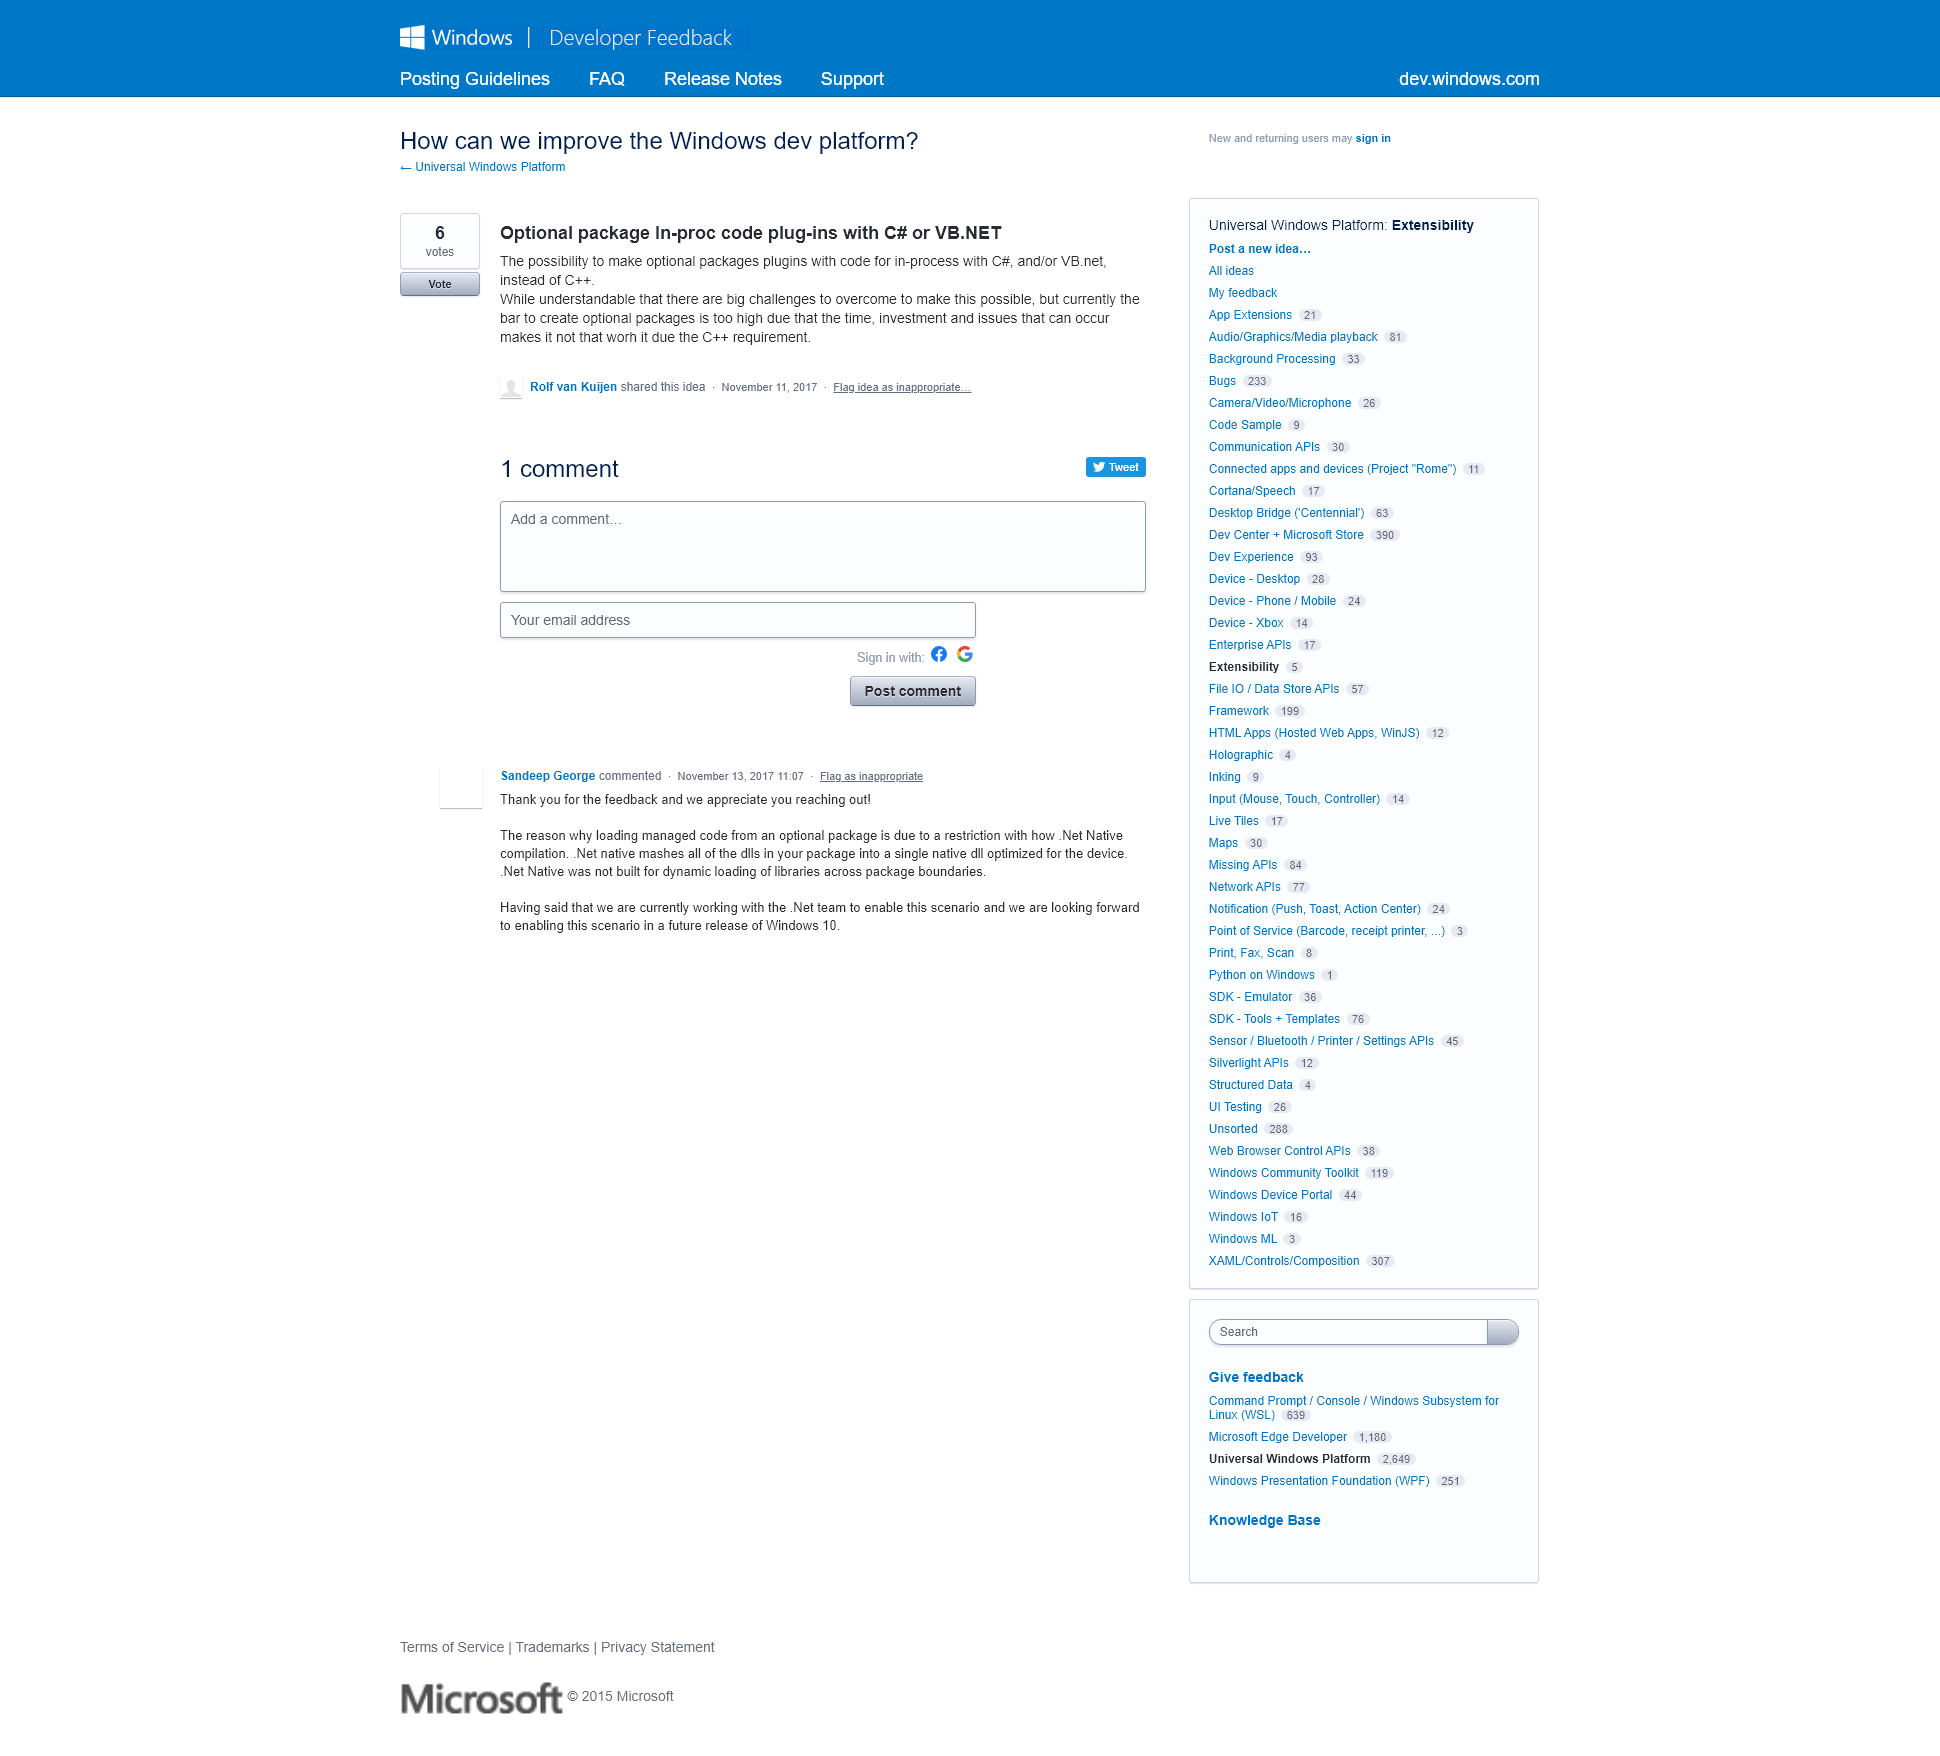 Windows | Developer Feedback
Posting Guidelines FAQ Release Notes Support dev.windows.com
How can we improve the Windows dev platform?
← Universal Windows Platform
New and returning users may sign in
6
votes
Vote
Optional package In-proc code plug-ins with C# or VB.NET
The possibility to make optional packages plugins with code for in-process with C#, and/or VB.net,
instead of C++.
While understandable that there are big challenges to overcome to make this possible, but currently the
bar to create optional packages is too high due that the time, investment and issues that can occur
makes it not that worh it due the C++ requirement.
Rolf van Kuijen shared this idea · November 11, 2017 · Flag idea as inappropriate…
1 comment
Tweet
Add a comment…
Your email address
Sign in with:
Post comment
Sandeep George commented · November 13, 2017 11:07 · Flag as inappropriate
Thank you for the feedback and we appreciate you reaching out!
The reason why loading managed code from an optional package is due to a restriction with how .Net Native
compilation. .Net native mashes all of the dlls in your package into a single native dll optimized for the device.
.Net Native was not built for dynamic loading of libraries across package boundaries.
Having said that we are currently working with the .Net team to enable this scenario and we are looking forward
to enabling this scenario in a future release of Windows 10.
Universal Windows Platform: Extensibility
Post a new idea…
All ideas
My feedback
App Extensions 21
Audio/Graphics/Media playback 81
Background Processing 33
Bugs 233
Camera/Video/Microphone 26
Code Sample 9
Communication APIs 30
Connected apps and devices (Project "Rome") 11
Cortana/Speech 17
Desktop Bridge ('Centennial') 63
Dev Center + Microsoft Store 390
Dev Experience 93
Device - Desktop 28
Device - Phone / Mobile 24
Device - Xbox 14
Enterprise APIs 17
Extensibility 5
File IO / Data Store APIs 57
Framework 199
HTML Apps (Hosted Web Apps, WinJS) 12
Holographic 4
Inking 9
Input (Mouse, Touch, Controller) 14
Live Tiles 17
Maps 30
Missing APIs 84
Network APIs 77
Notification (Push, Toast, Action Center) 24
Point of Service (Barcode, receipt printer, ...) 3
Print, Fax, Scan 8
Python on Windows 1
SDK - Emulator 36
SDK - Tools + Templates 76
Sensor / Bluetooth / Printer / Settings APIs 45
Silverlight APIs 12
Structured Data 4
UI Testing 26
Unsorted 288
Web Browser Control APIs 38
Windows Community Toolkit 119
Windows Device Portal 44
Windows IoT 16
Windows ML 3
XAML/Controls/Composition 307
Search
Give feedback
Command Prompt / Console / Windows Subsystem for
Linux (WSL) 639
Microsoft Edge Developer 1,180
Universal Windows Platform 2,649
Windows Presentation Foundation (WPF) 251
Knowledge Base
Terms of Service | Trademarks | Privacy Statement
Microsoft © 2015 Microsoft